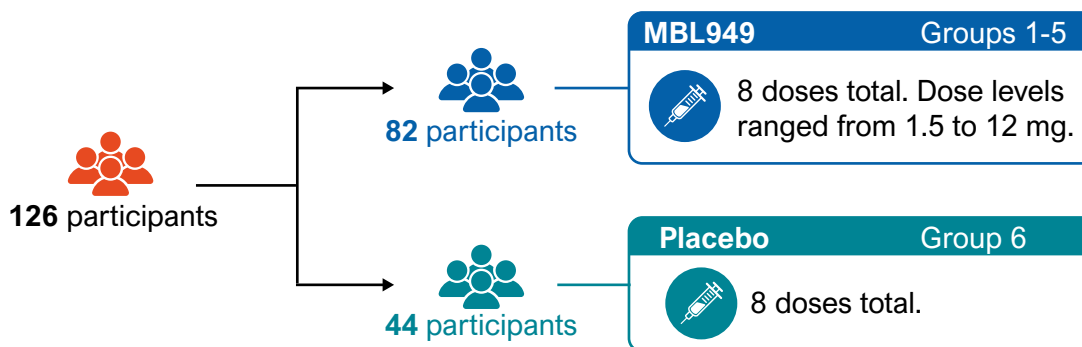 MBL949 Groups 1-5
8 doses total. Dose levels
ranged from 1.5 to 12 mg.
82 participants
126 participants
Placebo Group 6
8 doses total.
44 participants